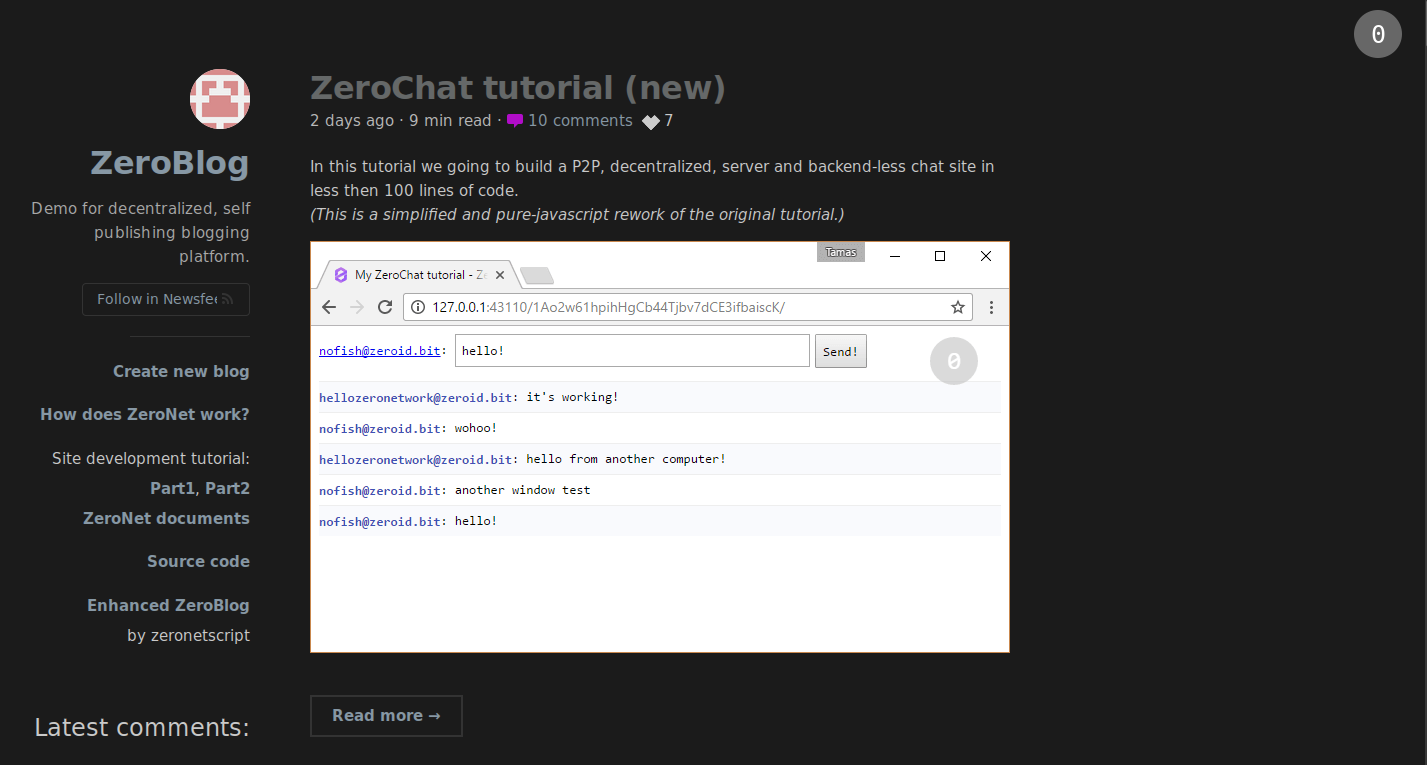 0
ZeroBlog
Demo for decentralized, self
publishing blogging
platform.
Follow in Newsfee
Create new blog
How does ZeroNet work?
Site development tutorial:
Part1, Part2
ZeroNet documents
Source code
Enhanced ZeroBlog
by zeronetscript
Latest comments:
ZeroChat tutorial (new)
2 days ago · 9 min read · 10 comments 7
In this tutorial we going to build a P2P, decentralized, server and backend-less chat site in
less then 100 lines of code.
(This is a simplified and pure-javascript rework of the original tutorial.)
Tamas
My ZeroChat tutorial - Ze
127.0.0.1:43110/1Ao2w61hpihHgCb44Tjbv7dCE3ifbaiscK/
nofish@zeroid.bit: hello! Send!
0
hellozeronetwork@zeroid.bit: it's working!
nofish@zeroid.bit: wohoo!
hellozeronetwork@zeroid.bit: hello from another computer!
nofish@zeroid.bit: another window test
nofish@zeroid.bit: hello!
Read more →